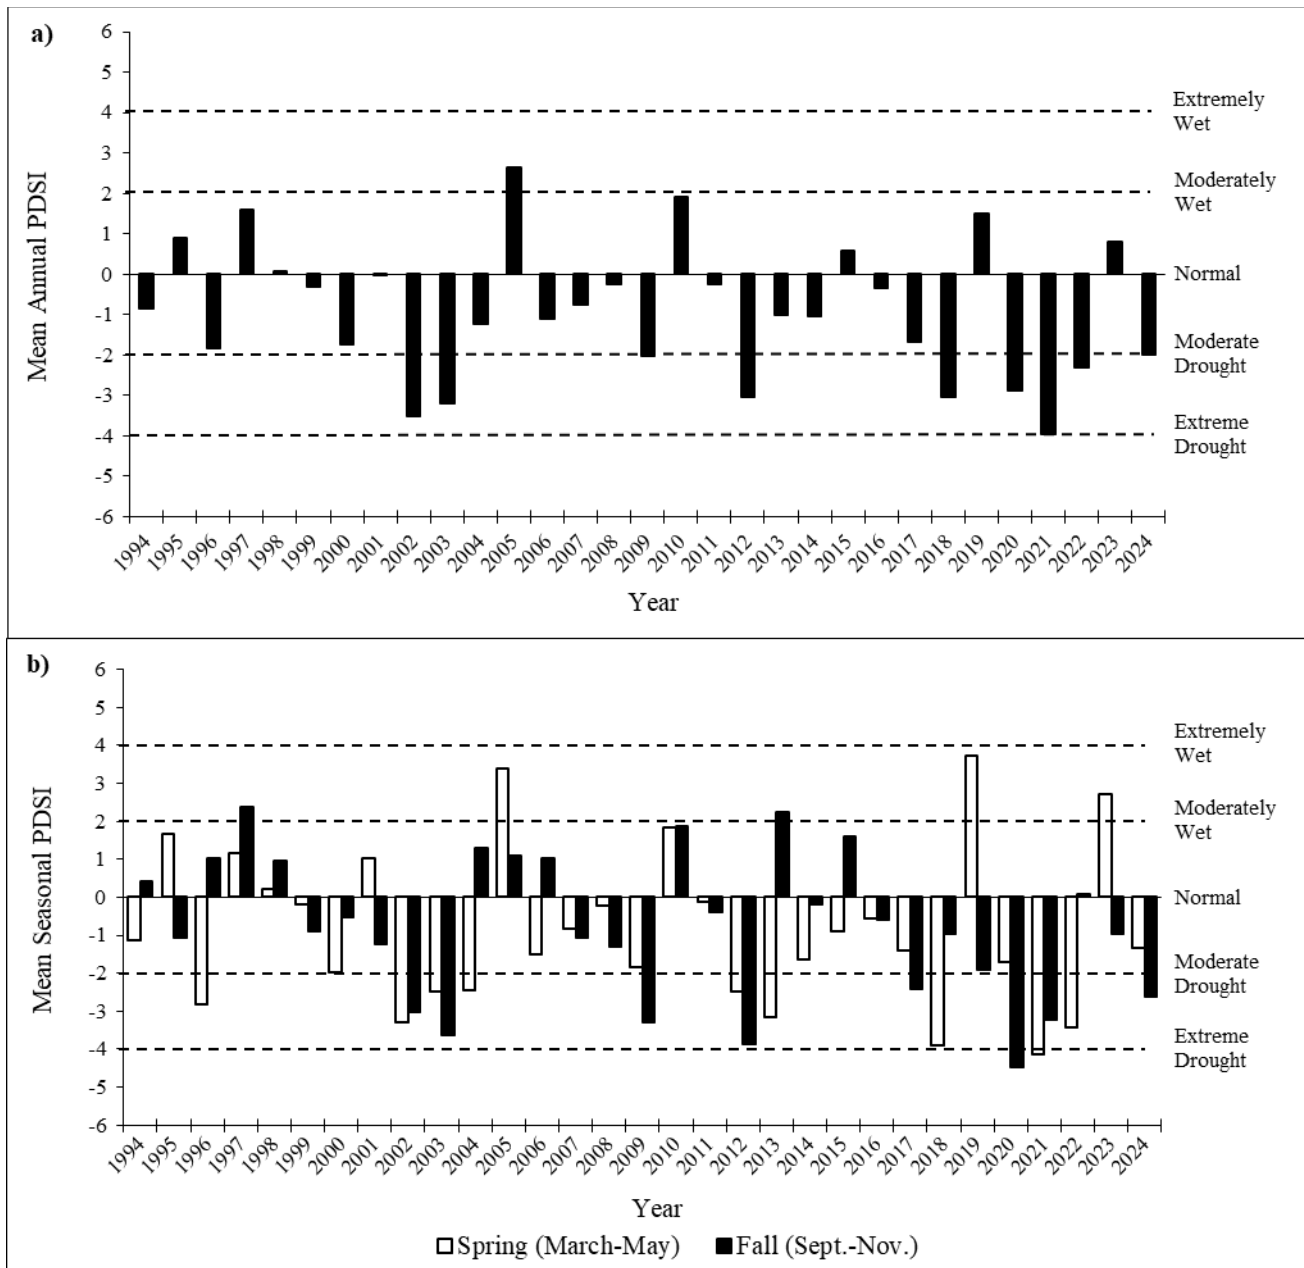 a)
Mean Annual PDSI
6
5
4
3
2
1
0
-1
-2
-3
-4
-5
-6
Extremely
Wet
Moderately
Wet
Normal
Moderate
Drought
Extreme
Drought
1994 1995 1996 1997 1998 1999 2000 2001 2002 2003 2004 2005 2006 2007 2008 2009 2010 2011 2012 2013 2014 2015 2016 2017 2018 2019 2020 2021 2022 2023 2024
Year
b)
Mean Seasonal PDSI
6
5
4
3
2
1
0
-1
-2
-3
-4
-5
-6
Extremely
Wet
Moderately
Wet
Normal
Moderate
Drought
Extreme
Drought
1994 1995 1996 1997 1998 1999 2000 2001 2002 2003 2004 2005 2006 2007 2008 2009 2010 2011 2012 2013 2014 2015 2016 2017 2018 2019 2020 2021 2022 2023 2024
Year
Spring (March-May) Fall (Sept.-Nov.)